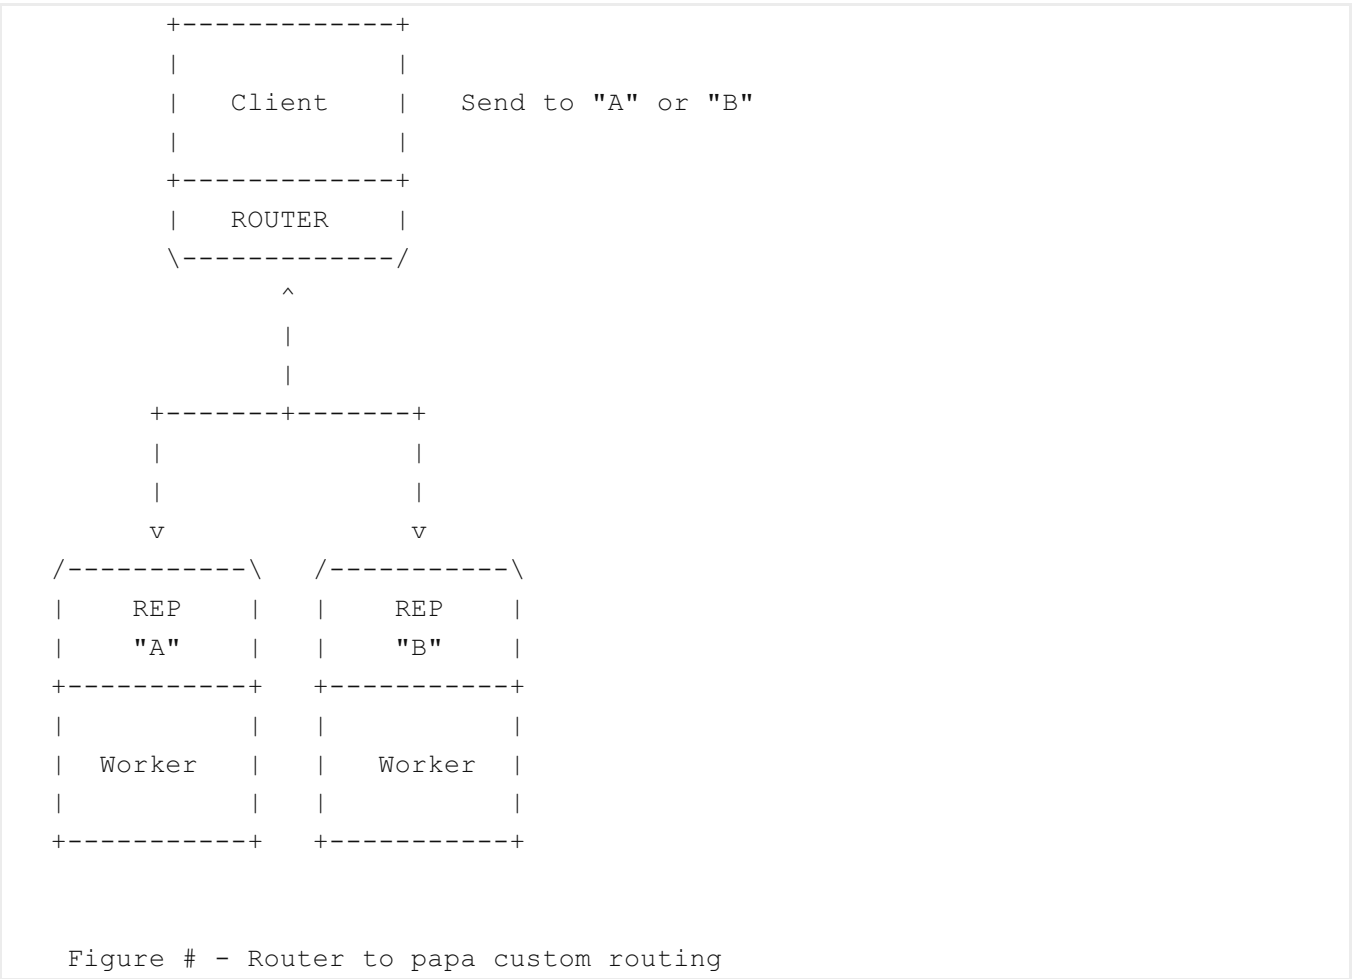 +-------------+
|             |
|   Client    |   Send to "A" or "B"
|             |
+-------------+
|   ROUTER    |
\-------------/
       ^
       |
       |
+-------+-------+
|               |
|               |
v               v
/-----------\   /-----------\
|    REP    |   |    REP    |
|    "A"    |   |    "B"    |
+-----------+   +-----------+
|           |   |           |
|  Worker   |   |   Worker  |
|           |   |           |
+-----------+   +-----------+
Figure # - Router to papa custom routing